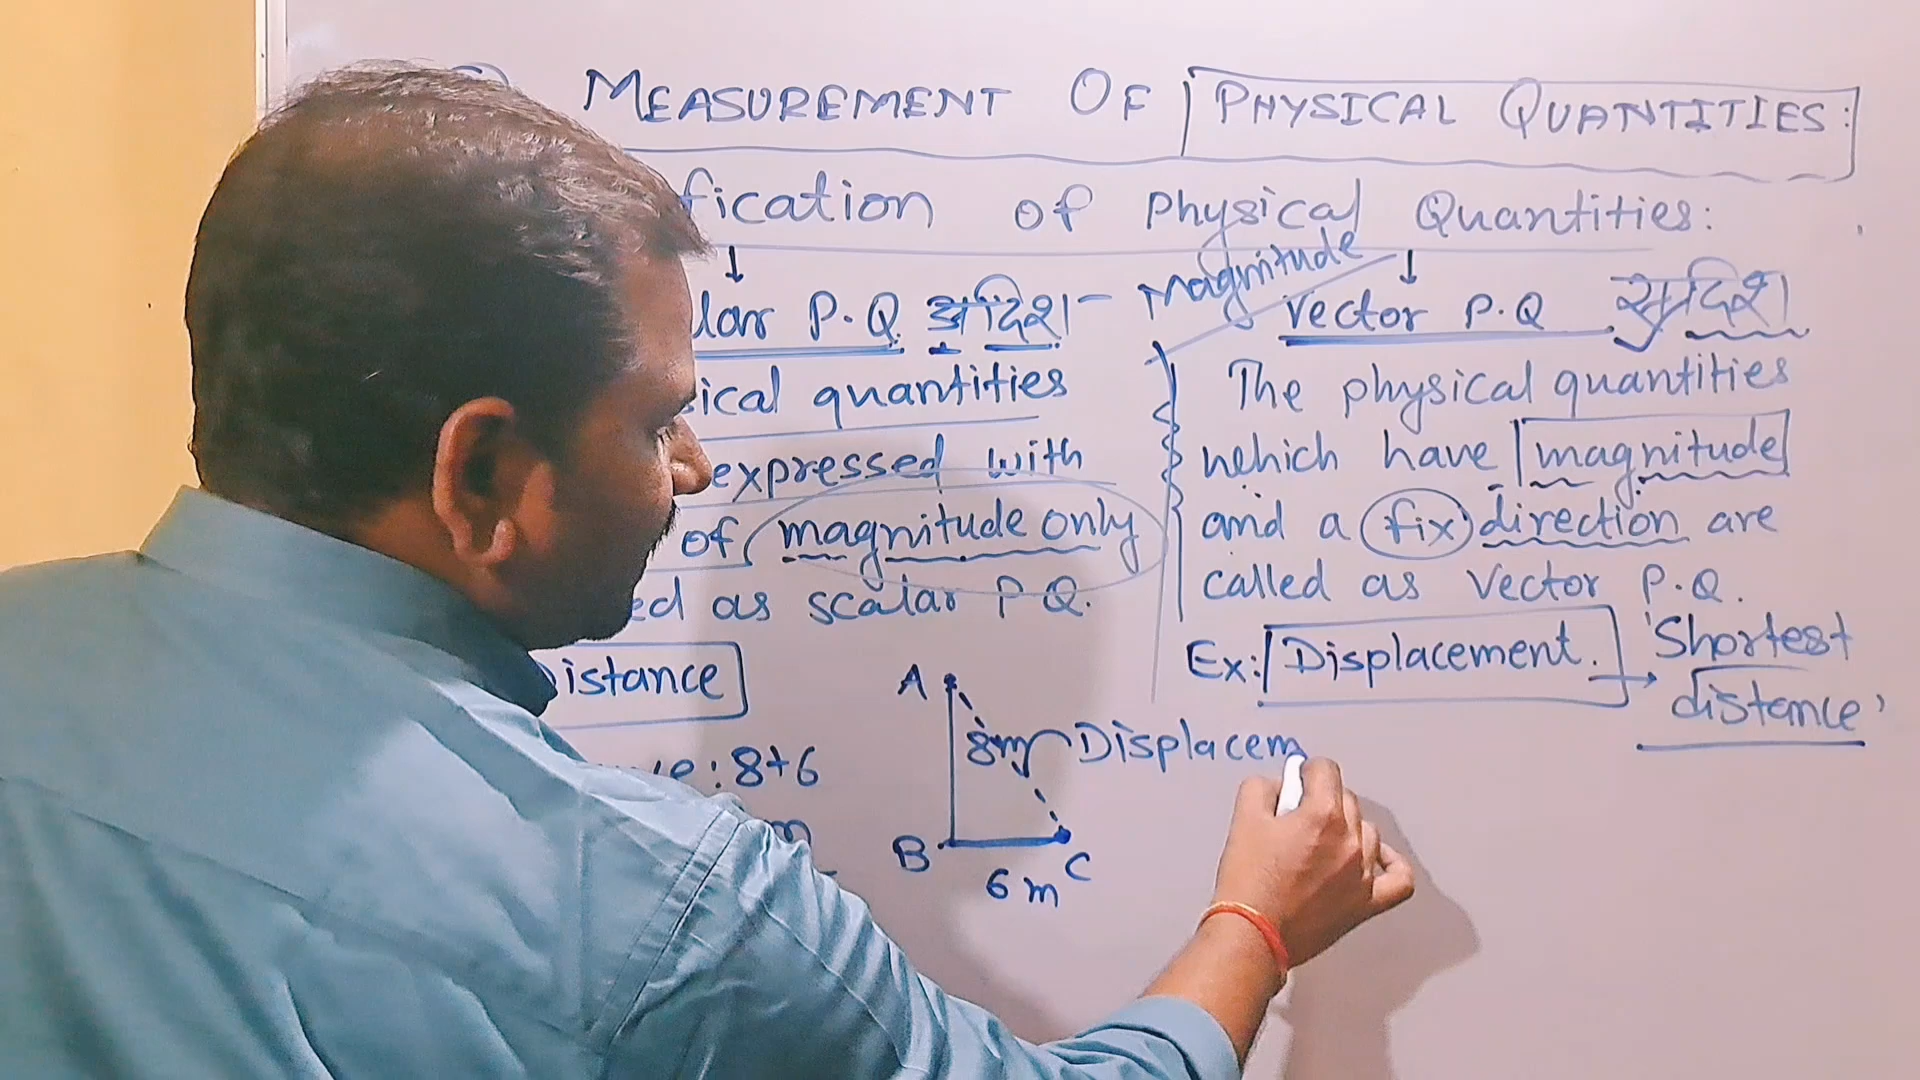 MEASUREMENT OF PHYSICAL QUANTITIES:
fication of Physical Quantities:
↓ ↓
lar P.Q. अदिश - Magnitude
ical quantities
expressed with
of magnitude only
ed as scalar P.Q.
istance
: 8+6
m
Vector P.Q सदिश
The physical quantities
which have magnitude
and a fix direction are
called as Vector P.Q.
Ex: Displacement. → 'Shortest
distance'
A
8m Displacem
B C
6 m